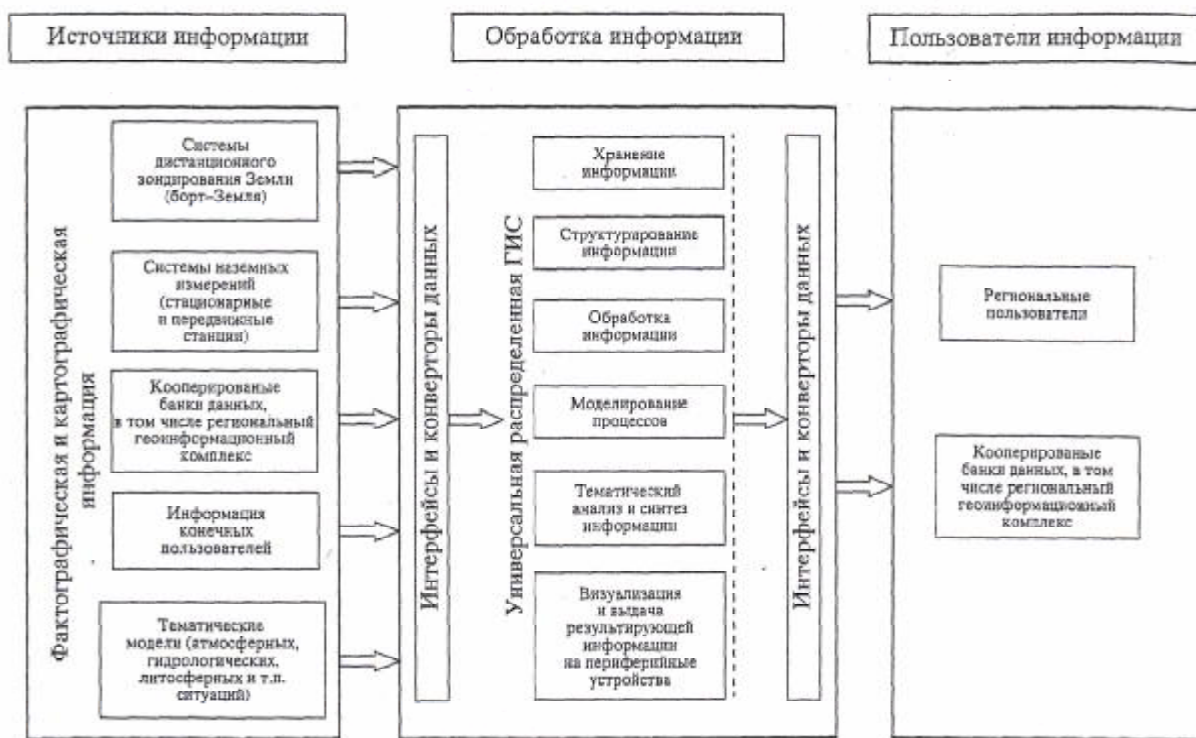 Источники информации
Обработка информации
Пользователи информации
Фактографическая и картографическая
информация
Системы
дистанционного
зондирования Земли
(борт–Земля)
Системы наземных
измерений
(стационарные
и передвижные
станции)
Кооперированые
банки данных,
в том числе региональный
геоинформационный
комплекс
Информация
конечных
пользователей
Тематические
модели (атмосферных,
гидрологических,
литосферных и т.п.
ситуаций)
Интерфейсы и конверторы данных
Универсальная распределенная ГИС
Хранение
информации
Структурирование
информации
Обработка
информации
Моделирование
процессов
Тематический
анализ и синтез
информации
Визуализация
и выдача
результирующей
информации
на периферийные
устройства
Интерфейсы и конверторы данных
Региональные
пользователи
Кооперированые
банки данных, в том
числе региональный
геоинформационный
комплекс